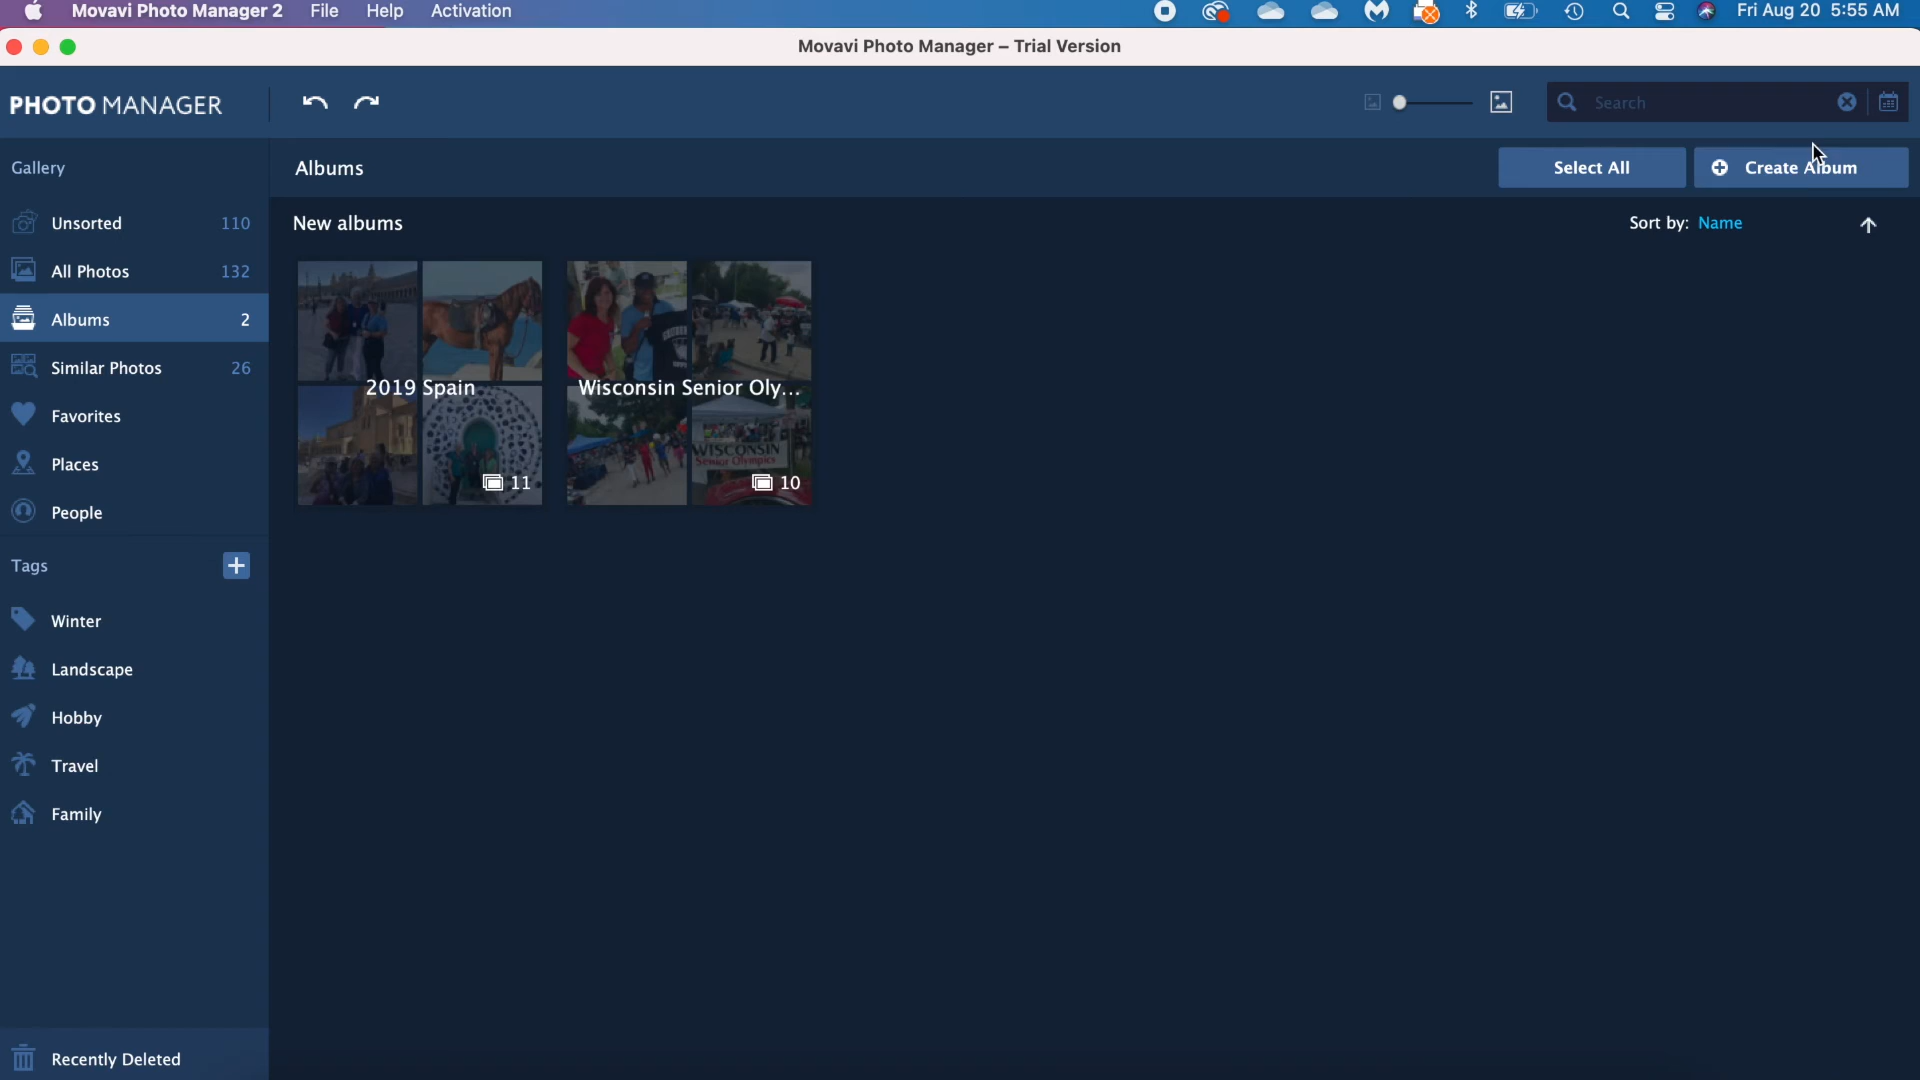 Movavi Photo Manager 2 File Help Activation Fri Aug 20 5:55 AM
Movavi Photo Manager – Trial Version
PHOTO MANAGER
Search
Gallery
Albums
Select All
Create Album
Unsorted 110
New albums
Sort by: Name
All Photos 132
Albums 2
Similar Photos 26
2019 Spain
Wisconsin Senior Oly...
Favorites
Places
WISCONSIN
Senior Olympics
11
10
People
Tags
Winter
Landscape
Hobby
Travel
Family
Recently Deleted